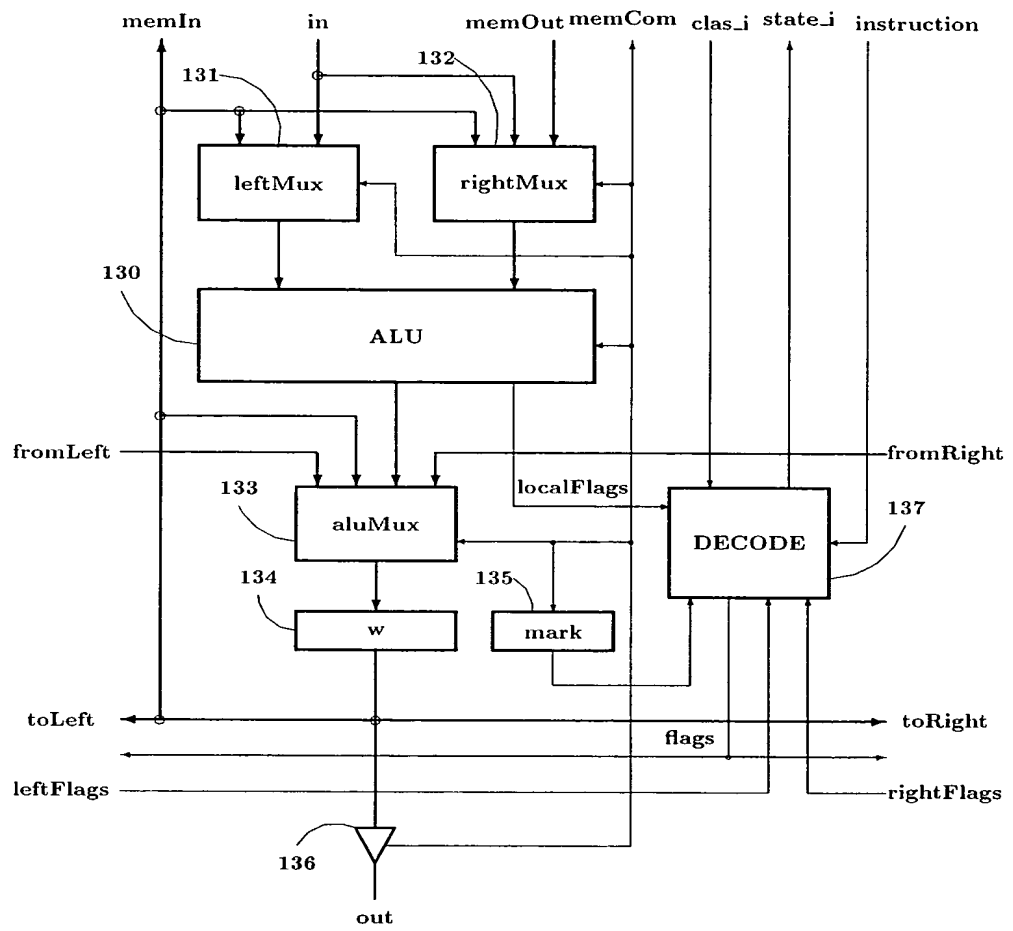 memIn
in
memOut
memCom
clas_i
state_i
instruction
131
132
leftMux
rightMux
130
ALU
fromLeft
fromRight
133
localFlags
137
aluMux
DECODE
134
135
w
mark
toLeft
toRight
flags
leftFlags
rightFlags
136
out